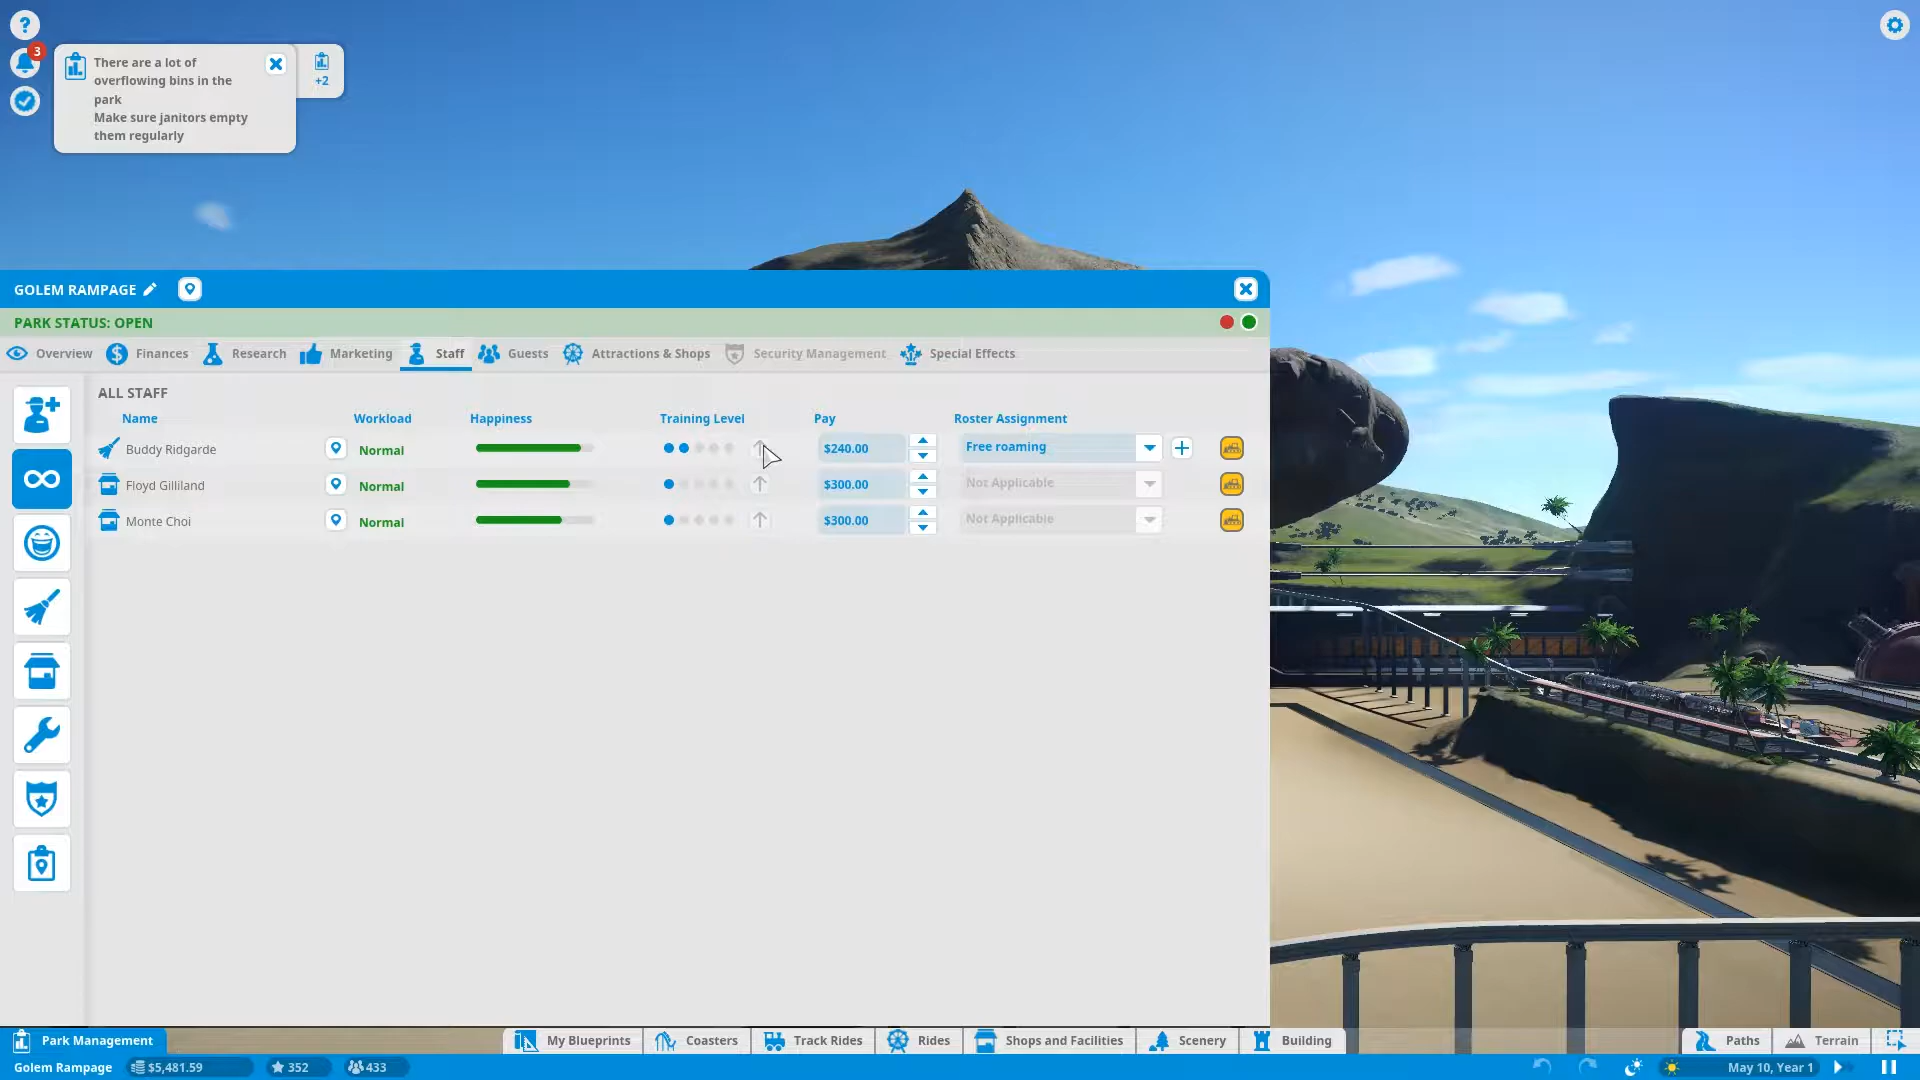 ?
3
There are a lot of
overflowing bins in the
park
Make sure janitors empty
them regularly
+2
GOLEM RAMPAGE
PARK STATUS: OPEN
Overview
Finances
Research
Marketing
Staff
Guests
Attractions & Shops
Security Management
Special Effects
ALL STAFF
Name Workload Happiness Training Level Pay Roster Assignment
Buddy Ridgarde Normal $240.00 Free roaming
Floyd Gilliland Normal $300.00 Not Applicable
Monte Choi Normal $300.00 Not Applicable
Park Management
My Blueprints
Coasters
Track Rides
Rides
Shops and Facilities
Scenery
Building
Paths
Terrain
Golem Rampage $5,481.59 352 433
May 10, Year 1